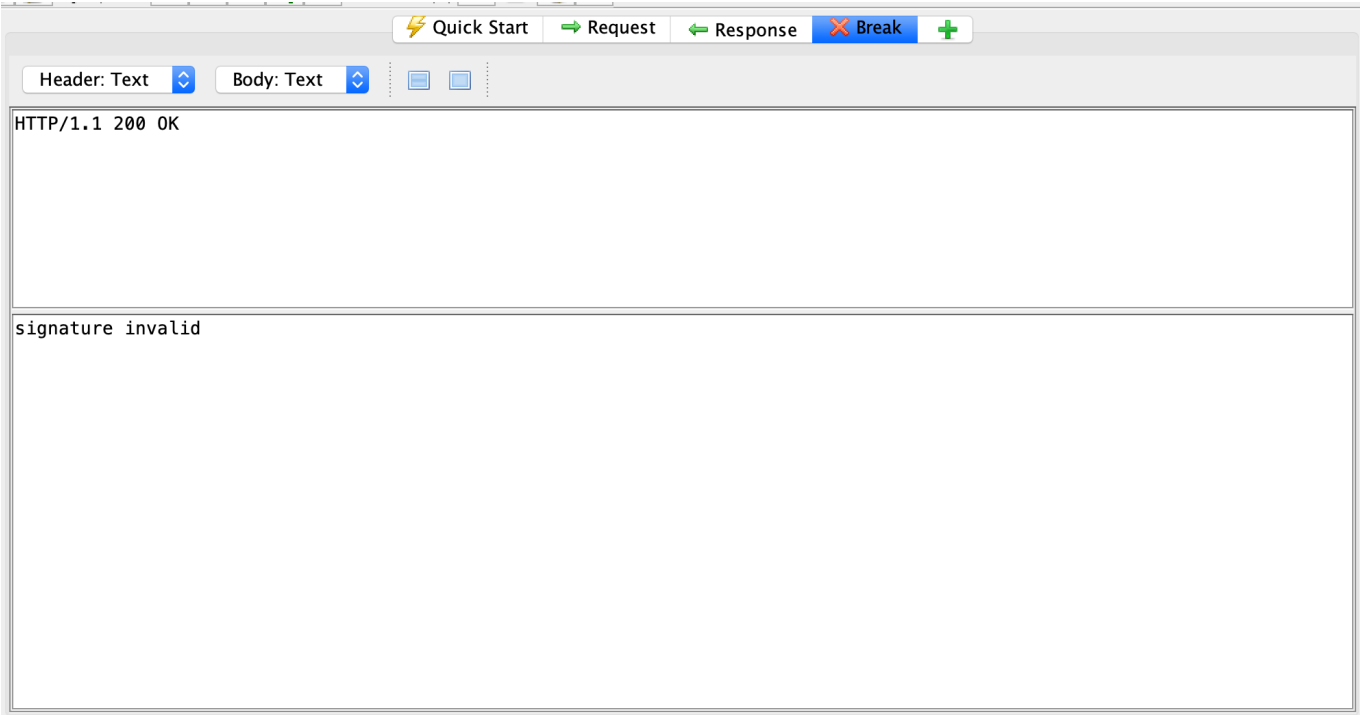 Quick Start Request Response Break
Header: Text Body: Text
HTTP/1.1 200 OK
signature invalid